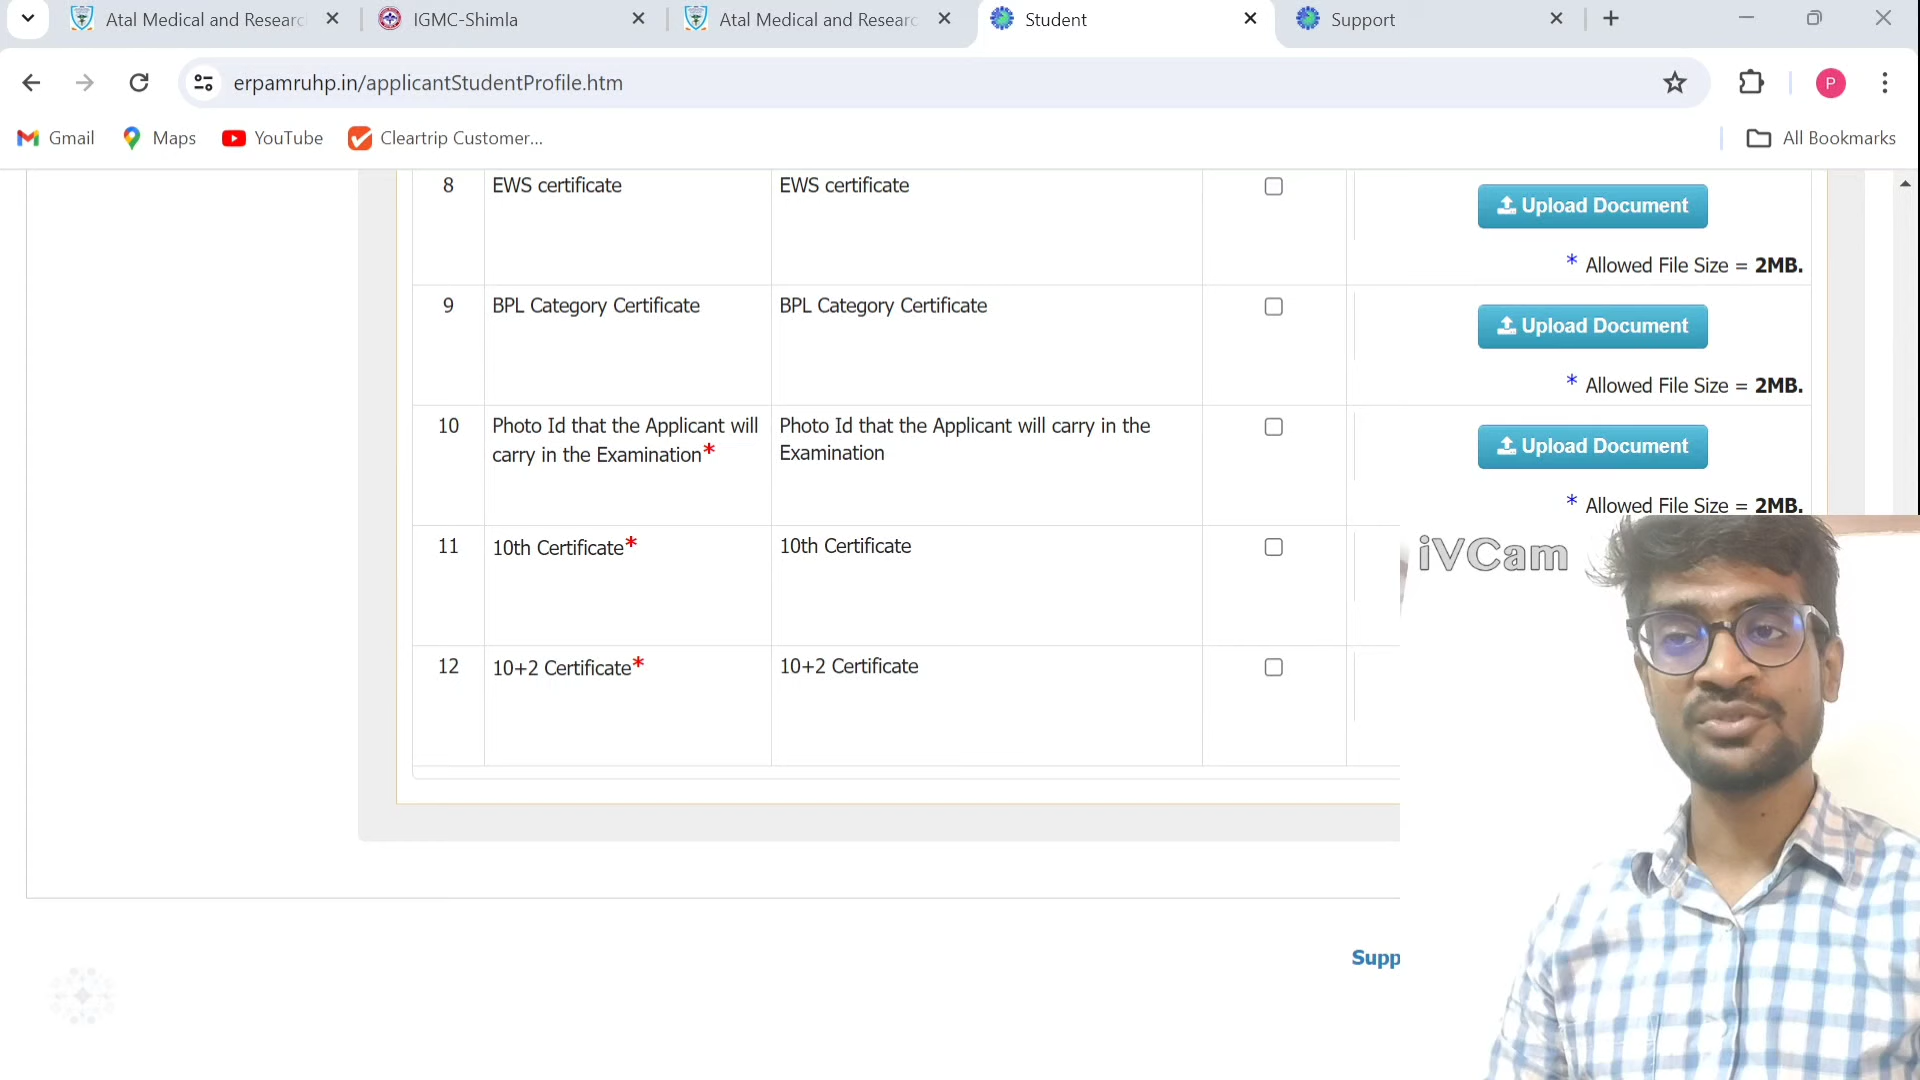 Atal Medical and Researc
IGMC-Shimla
Atal Medical and Researc
Student
Support
erpamruhp.in/applicantStudentProfile.htm
P
Gmail
Maps
YouTube
Cleartrip Customer...
All Bookmarks
8 EWS certificate EWS certificate Upload Document
* Allowed File Size = 2MB.
9 BPL Category Certificate BPL Category Certificate Upload Document
* Allowed File Size = 2MB.
10 Photo Id that the Applicant will Photo Id that the Applicant will carry in the Upload Document
carry in the Examination* Examination
* Allowed File Size = 2MB.
11 10th Certificate* 10th Certificate
iVCam
12 10+2 Certificate* 10+2 Certificate
Supp